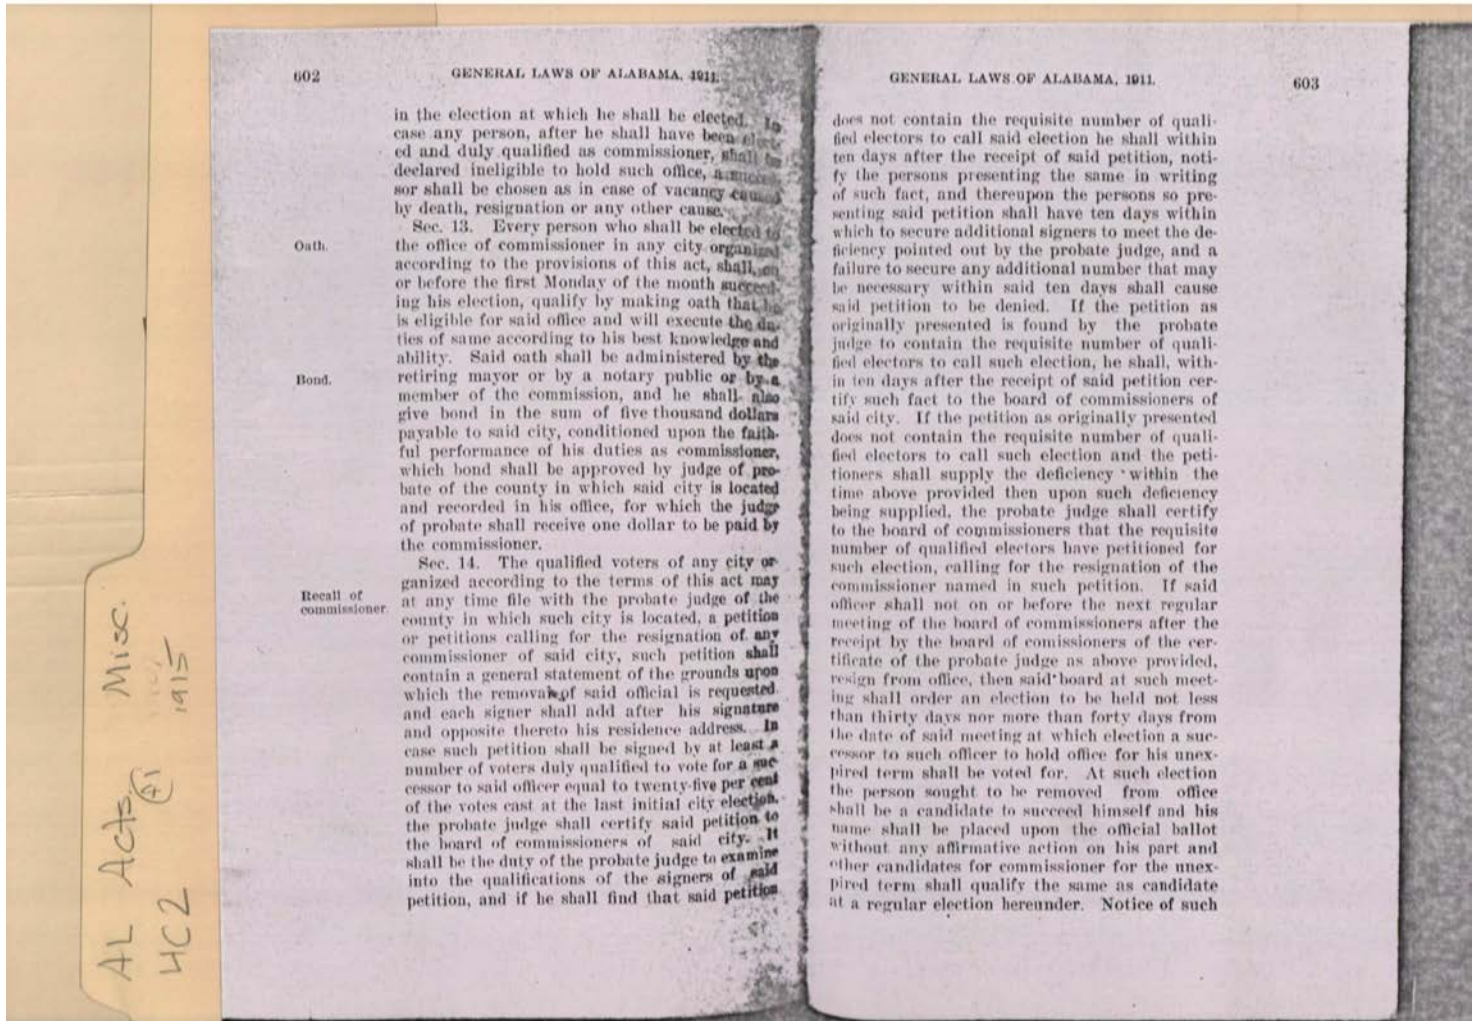 AL Acts Misc.
4C2 A1 1915
602
GENERAL LAWS OF ALABAMA, 1911.
in the election at which he shall be elected. In
case any person, after he shall have been elect-
ed and duly qualified as commissioner, shall be
declared ineligible to hold such office, a succes-
sor shall be chosen as in case of vacancy caused
by death, resignation or any other cause.
Oath.
Sec. 13. Every person who shall be elected to
the office of commissioner in any city organized
according to the provisions of this act, shall, on
or before the first Monday of the month succeed-
ing his election, qualify by making oath that he
is eligible for said office and will execute the du-
ties of same according to his best knowledge and
ability. Said oath shall be administered by the
Bond.
retiring mayor or by a notary public or by a
member of the commission, and he shall also
give bond in the sum of five thousand dollars
payable to said city, conditioned upon the faith-
ful performance of his duties as commissioner,
which bond shall be approved by judge of pro-
bate of the county in which said city is located
and recorded in his office, for which the judge
of probate shall receive one dollar to be paid by
the commissioner.
Sec. 14. The qualified voters of any city or-
ganized according to the terms of this act may
Recall of
commissioner.
at any time file with the probate judge of the
county in which such city is located, a petition
or petitions calling for the resignation of any
commissioner of said city, such petition shall
contain a general statement of the grounds upon
which the removal of said official is requested
and each signer shall add after his signature
and opposite thereto his residence address. In
case such petition shall be signed by at least a
number of voters duly qualified to vote for a suc-
cessor to said officer equal to twenty-five per cent
of the votes cast at the last initial city election,
the probate judge shall certify said petition to
the board of commissioners of said city. It
shall be the duty of the probate judge to examine
into the qualifications of the signers of said
petition, and if he shall find that said petition
GENERAL LAWS OF ALABAMA, 1911.
603
does not contain the requisite number of quali-
fied electors to call said election he shall within
ten days after the receipt of said petition, noti-
fy the persons presenting the same in writing
of such fact, and thereupon the persons so pre-
senting said petition shall have ten days within
which to secure additional signers to meet the de-
ficiency pointed out by the probate judge, and a
failure to secure any additional number that may
be necessary within said ten days shall cause
said petition to be denied. If the petition as
originally presented is found by the probate
judge to contain the requisite number of quali-
fied electors to call such election, he shall, with-
in ten days after the receipt of said petition cer-
tify such fact to the board of commissioners of
said city. If the petition as originally presented
does not contain the requisite number of quali-
fied electors to call such election and the peti-
tioners shall supply the deficiency within the
time above provided then upon such deficiency
being supplied, the probate judge shall certify
to the board of commissioners that the requisite
number of qualified electors have petitioned for
such election, calling for the resignation of the
commissioner named in such petition. If said
officer shall not on or before the next regular
meeting of the board of commissioners after the
receipt by the board of comissioners of the cer-
tificate of the probate judge as above provided,
resign from office, then said board at such meet-
ing shall order an election to be held not less
than thirty days nor more than forty days from
the date of said meeting at which election a suc-
cessor to such officer to hold office for his unex-
pired term shall be voted for. At such election
the person sought to be removed from office
shall be a candidate to succeed himself and his
name shall be placed upon the official ballot
without any affirmative action on his part and
other candidates for commissioner for the unex-
pired term shall qualify the same as candidate
at a regular election hereunder. Notice of such